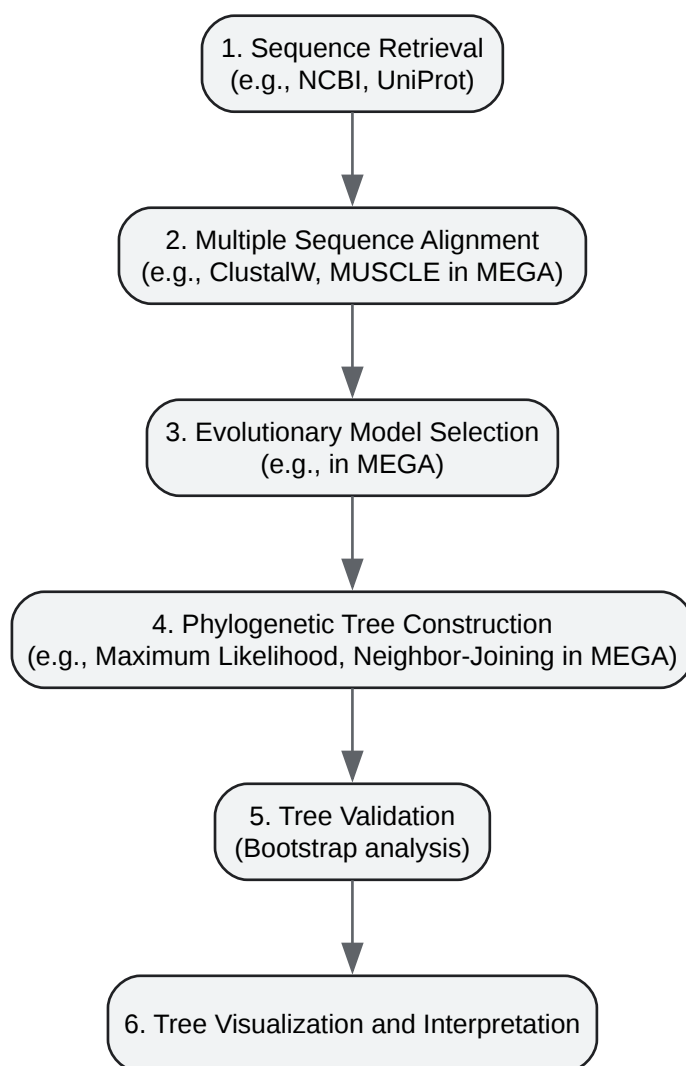 1. Sequence Retrieval
(e.g., NCBI, UniProt)
2. Multiple Sequence Alignment
(e.g., ClustalW, MUSCLE in MEGA)
3. Evolutionary Model Selection
(e.g., in MEGA)
4. Phylogenetic Tree Construction
(e.g., Maximum Likelihood, Neighbor-Joining in MEGA)
5. Tree Validation
(Bootstrap analysis)
6. Tree Visualization and Interpretation